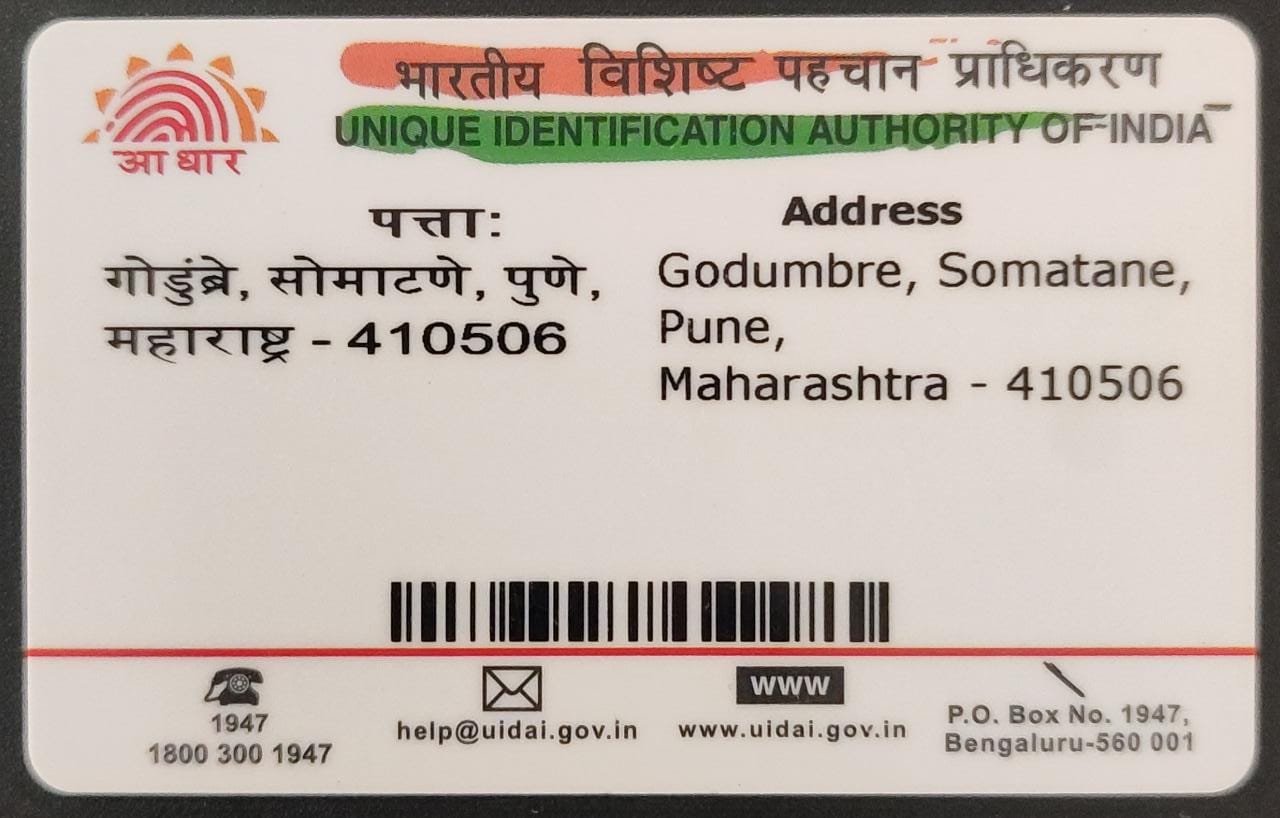 भारतीय विशिष्ट पहचान प्राधिकरण
UNIQUE IDENTIFICATION AUTHORITY OF INDIA
आधार
पत्ता:
गोडुंब्रे, सोमाटणे, पुणे,
महाराष्ट्र - 410506
Address
Godumbre, Somatane,
Pune,
Maharashtra - 410506
1947
1800 300 1947
help@uidai.gov.in
www
www.uidai.gov.in
P.O. Box No. 1947,
Bengaluru-560 001